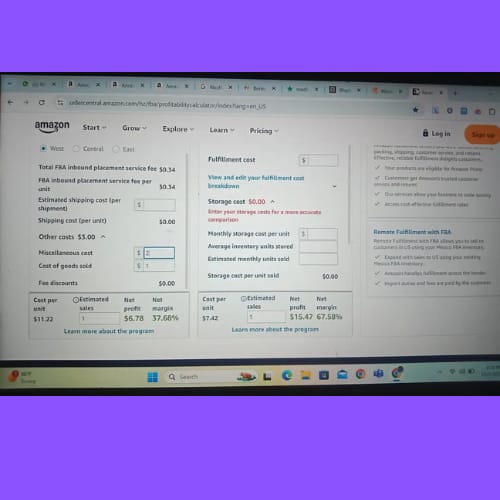 sellercentral.amazon.com/hz/fba/profitabilitycalculator/index?lang=en_US
amazon
Start
Grow
Explore
Learn
Pricing
Log in
Sign up
West
Central
East
Total FBA inbound placement service fee $0.34
FBA inbound placement service fee per unit
$0.34
Estimated shipping cost (per shipment)
$
Shipping cost (per unit)
$0.00
Other costs $3.00
Miscellaneous cost
$ 2
Cost of goods sold
$ 1
Fee discounts
$0.00
Cost per unit
Estimated sales
Net profit
Net margin
$11.22
1
$6.78
37.68%
Learn more about the program
Fulfillment cost
$
View and edit your fulfillment cost breakdown
Storage cost $0.00
Enter your storage costs for a more accurate comparison
Monthly storage cost per unit
$
Average inventory units stored
Estimated monthly units sold
Storage cost per unit sold
$0.00
Cost per unit
Estimated sales
Net profit
Net margin
$7.42
1
$15.47
67.58%
Learn more about the program
packing, shipping, customer service, and returns.
Effective, reliable fulfillment delights customers.
Your products are eligible for Amazon Prime
Customers get Amazon's trusted customer service and returns
Our services allow your business to scale quickly
Access cost-effective fulfillment rates
Remote Fulfillment with FBA
Remote Fulfillment with FBA allows you to sell to customers in US using your Mexico FBA inventory.
Expand with sales to US using your existing Mexico FBA inventory
Amazon handles fulfillment across the border
Import duties and fees are paid by the customer
Search